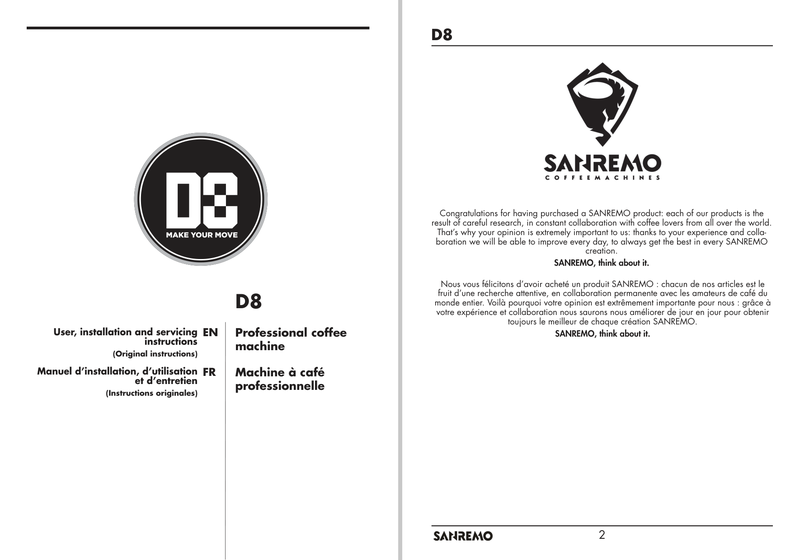 D8
MAKE YOUR MOVE
D8
User, installation and servicing EN
instructions
(Original instructions)
Professional coffee
machine
Manuel d’installation, d’utilisation FR
et d’entretien
(Instructions originales)
Machine à café
professionnelle
D8
SANREMO
COFFEEMACHINES
Congratulations for having purchased a SANREMO product: each of our products is the
result of careful research, in constant collaboration with coffee lovers from all over the world.
That’s why your opinion is extremely important to us: thanks to your experience and colla-
boration we will be able to improve every day, to always get the best in every SANREMO
creation.
SANREMO, think about it.
Nous vous félicitons d’avoir acheté un produit SANREMO : chacun de nos articles est le
fruit d’une recherche attentive, en collaboration permanente avec les amateurs de café du
monde entier. Voilà pourquoi votre opinion est extrêmement importante pour nous : grâce à
votre expérience et collaboration nous saurons nous améliorer de jour en jour pour obtenir
toujours le meilleur de chaque création SANREMO.
SANREMO, think about it.
SANREMO
2